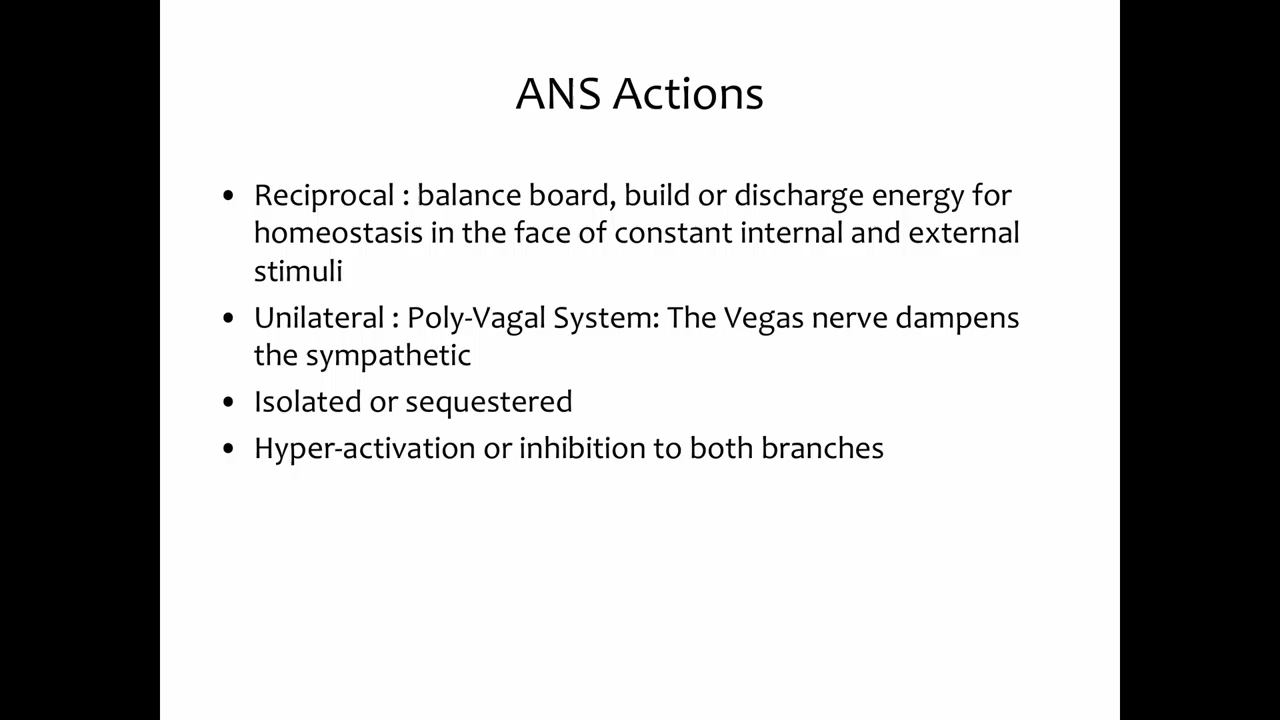 ANS Actions
• Reciprocal : balance board, build or discharge energy for
homeostasis in the face of constant internal and external
stimuli
• Unilateral : Poly-Vagal System: The Vegas nerve dampens
the sympathetic
• Isolated or sequestered
• Hyper-activation or inhibition to both branches